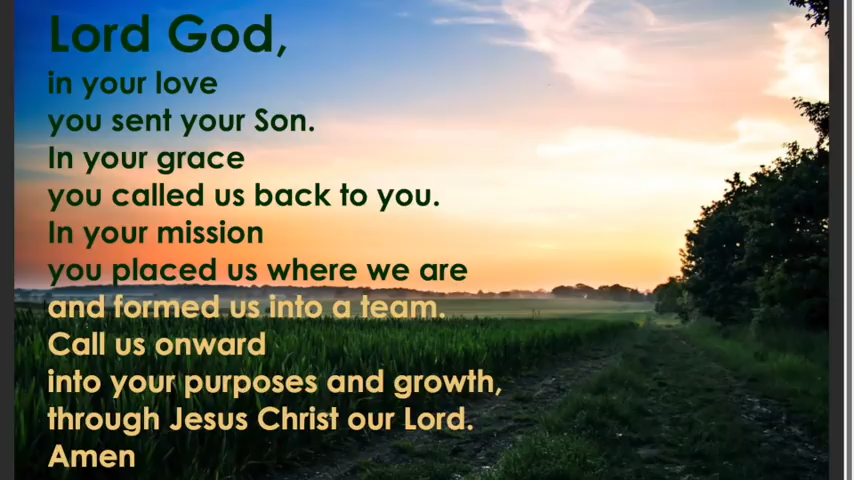 Lord God,
in your love
you sent your Son.
In your grace
you called us back to you.
In your mission
you placed us where we are
and formed us into a team.
Call us onward
into your purposes and growth,
through Jesus Christ our Lord.
Amen